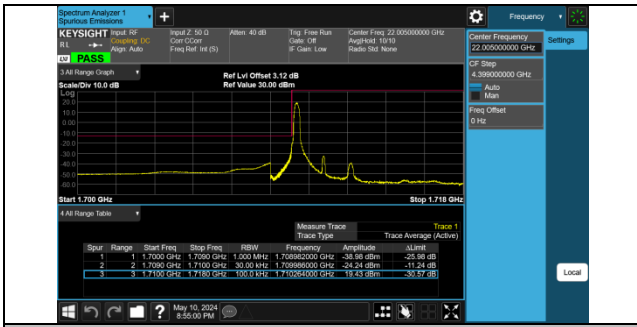 Spectrum Analyzer 1
Spurious Emissions
Frequency
KEYSIGHT
Input: RF
Coupling: DC
Align: Auto
Input Z: 50 Ω
Corr CCorr
Freq Ref: Int (S)
Atten: 40 dB
Trig: Free Run
Gate: Off
IF Gain: Low
Center Freq: 22.005000000 GHz
Avg|Hold: 10/10
Radio Std: None
R L
LXI
PASS
Center Frequency
22.005000000 GHz
Settings
CF Step
4.399000000 GHz
Auto
Man
Freq Offset
0 Hz
3 All Range Graph
Scale/Div 10.0 dB
Ref Lvl Offset 3.12 dB
Ref Value 30.00 dBm
Log
20.0
10.0
0.00
-10.0
-20.0
-30.0
-40.0
-50.0
-60.0
Start 1.700 GHz
Stop 1.718 GHz
4 All Range Table
Measure Trace Trace 1
Trace Type Trace Average (Active)
Spur Range Start Freq Stop Freq RBW Frequency Amplitude ΔLimit
1 1 1.7000 GHz 1.7090 GHz 1.000 MHz 1.708982000 GHz -38.98 dBm -25.98 dB
2 2 1.7090 GHz 1.7100 GHz 30.00 kHz 1.709986000 GHz -24.24 dBm -11.24 dB
3 3 1.7100 GHz 1.7180 GHz 100.0 kHz 1.710264000 GHz 19.43 dBm -30.57 dB
Local
?
May 10, 2024
8:55:00 PM